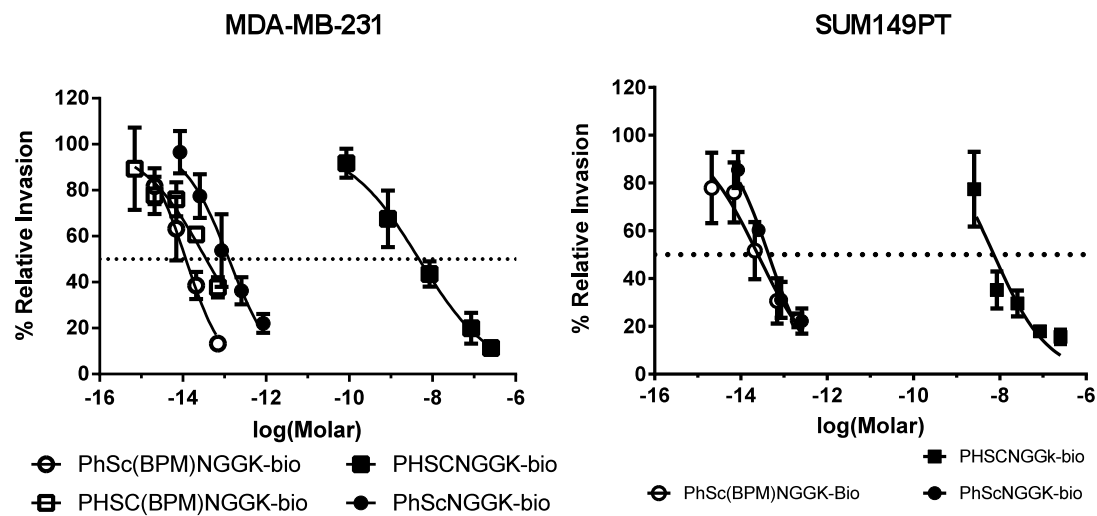 MDA-MB-231
% Relative Invasion
120
100
80
60
40
20
0
-16
-14
-12
-10
-8
-6
log(Molar)
PhSc(BPM)NGGK-bio
PHSCNGGK-bio
PHSC(BPM)NGGK-bio
PhScNGGK-bio
SUM149PT
% Relative Invasion
120
100
80
60
40
20
0
-16
-14
-12
-10
-8
-6
log(Molar)
PHSCNGGk-bio
PhSc(BPM)NGGK-Bio
PhScNGGK-bio